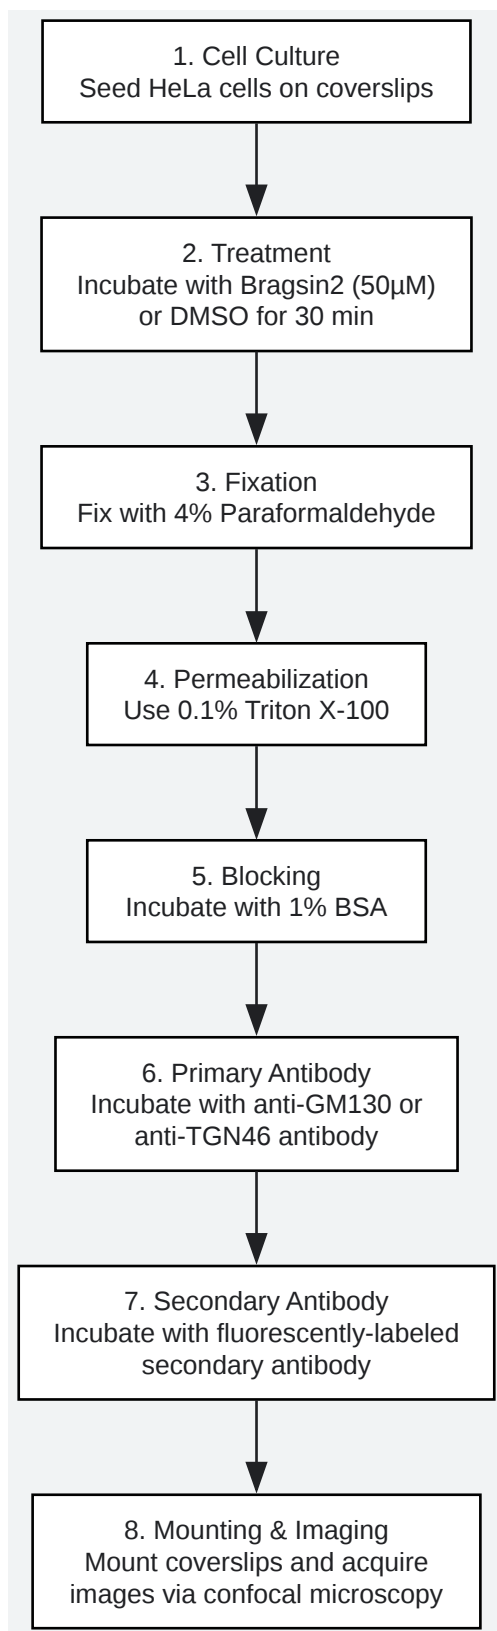 1. Cell Culture
Seed HeLa cells on coverslips
2. Treatment
Incubate with Bragsin2 (50µM)
or DMSO for 30 min
3. Fixation
Fix with 4% Paraformaldehyde
4. Permeabilization
Use 0.1% Triton X-100
5. Blocking
Incubate with 1% BSA
6. Primary Antibody
Incubate with anti-GM130 or
anti-TGN46 antibody
7. Secondary Antibody
Incubate with fluorescently-labeled
secondary antibody
8. Mounting & Imaging
Mount coverslips and acquire
images via confocal microscopy